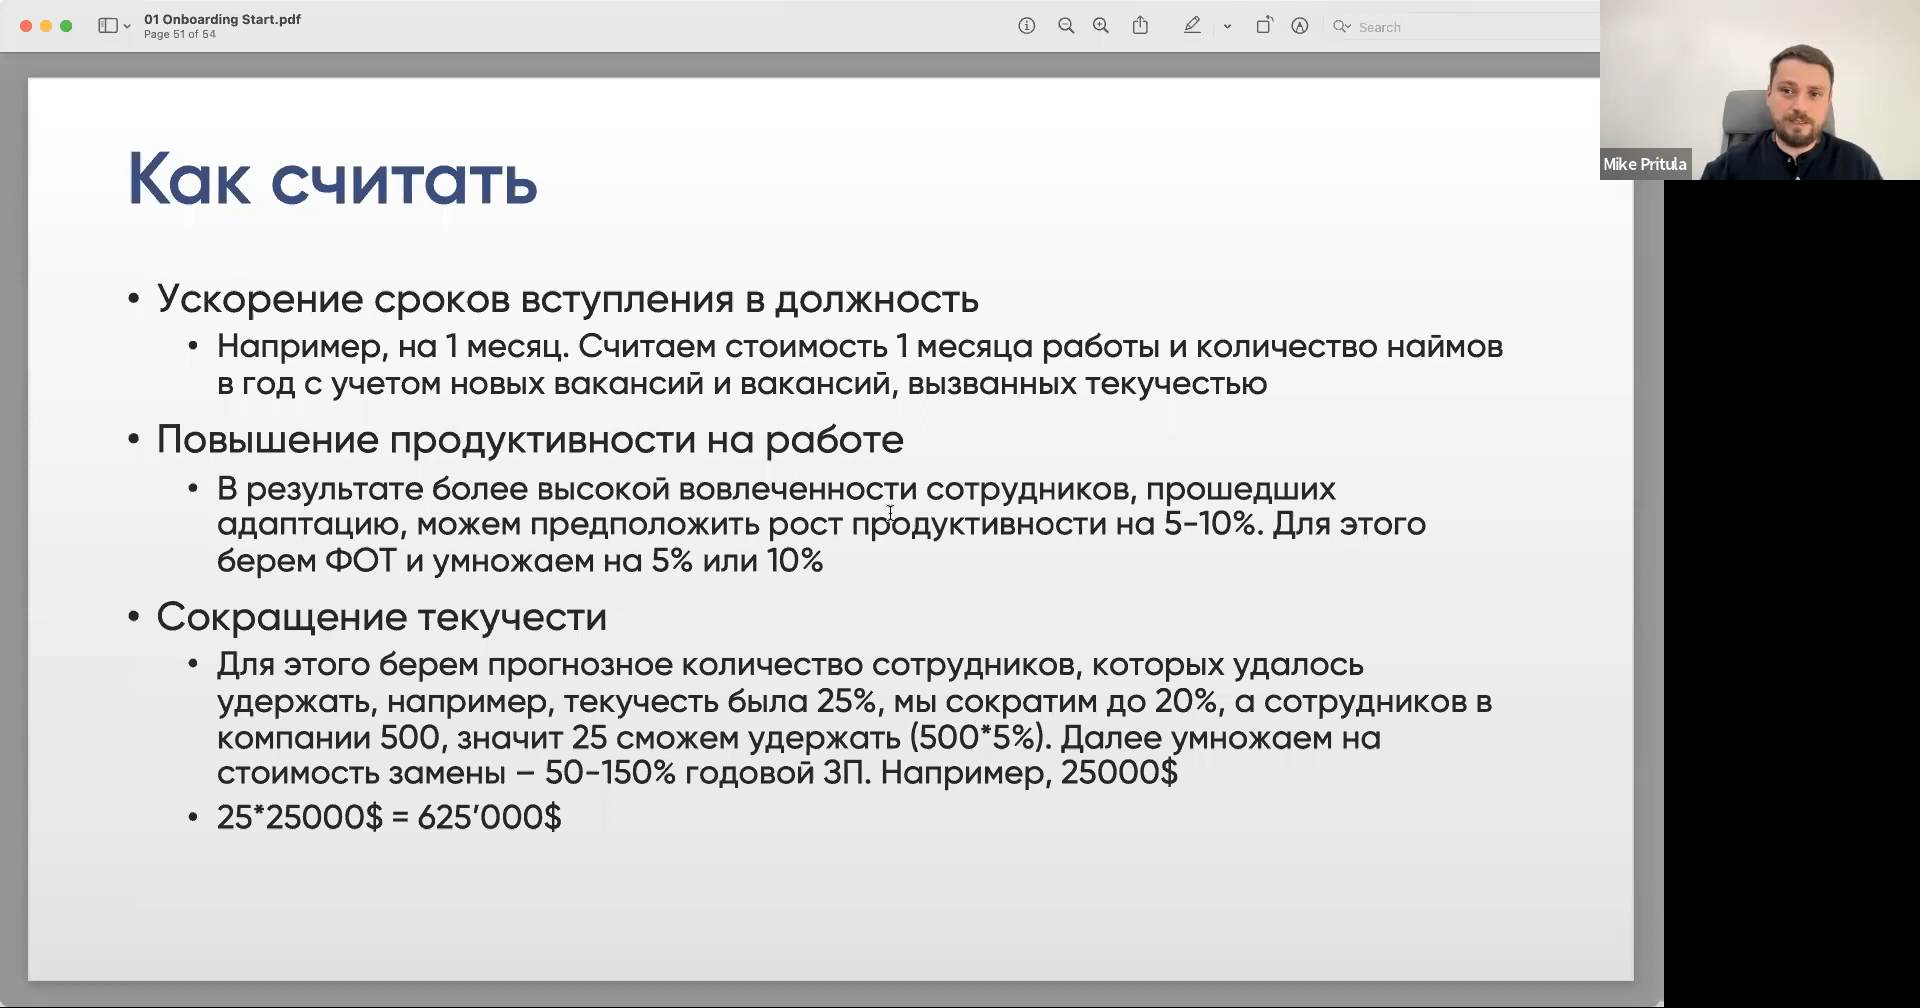 01 Onboarding Start.pdf
Page 51 of 54
Search
Mike Pritula
Как считать
• Ускорение сроков вступления в должность
• Например, на 1 месяц. Считаем стоимость 1 месяца работы и количество наймов
в год с учетом новых вакансий и вакансий, вызванных текучестью
• Повышение продуктивности на работе
• В результате более высокой вовлеченности сотрудников, прошедших
адаптацию, можем предположить рост продуктивности на 5-10%. Для этого
берем ФОТ и умножаем на 5% или 10%
• Сокращение текучести
• Для этого берем прогнозное количество сотрудников, которых удалось
удержать, например, текучесть была 25%, мы сократим до 20%, а сотрудников в
компании 500, значит 25 сможем удержать (500*5%). Далее умножаем на
стоимость замены – 50-150% годовой ЗП. Например, 25000$
• 25*25000$ = 625’000$